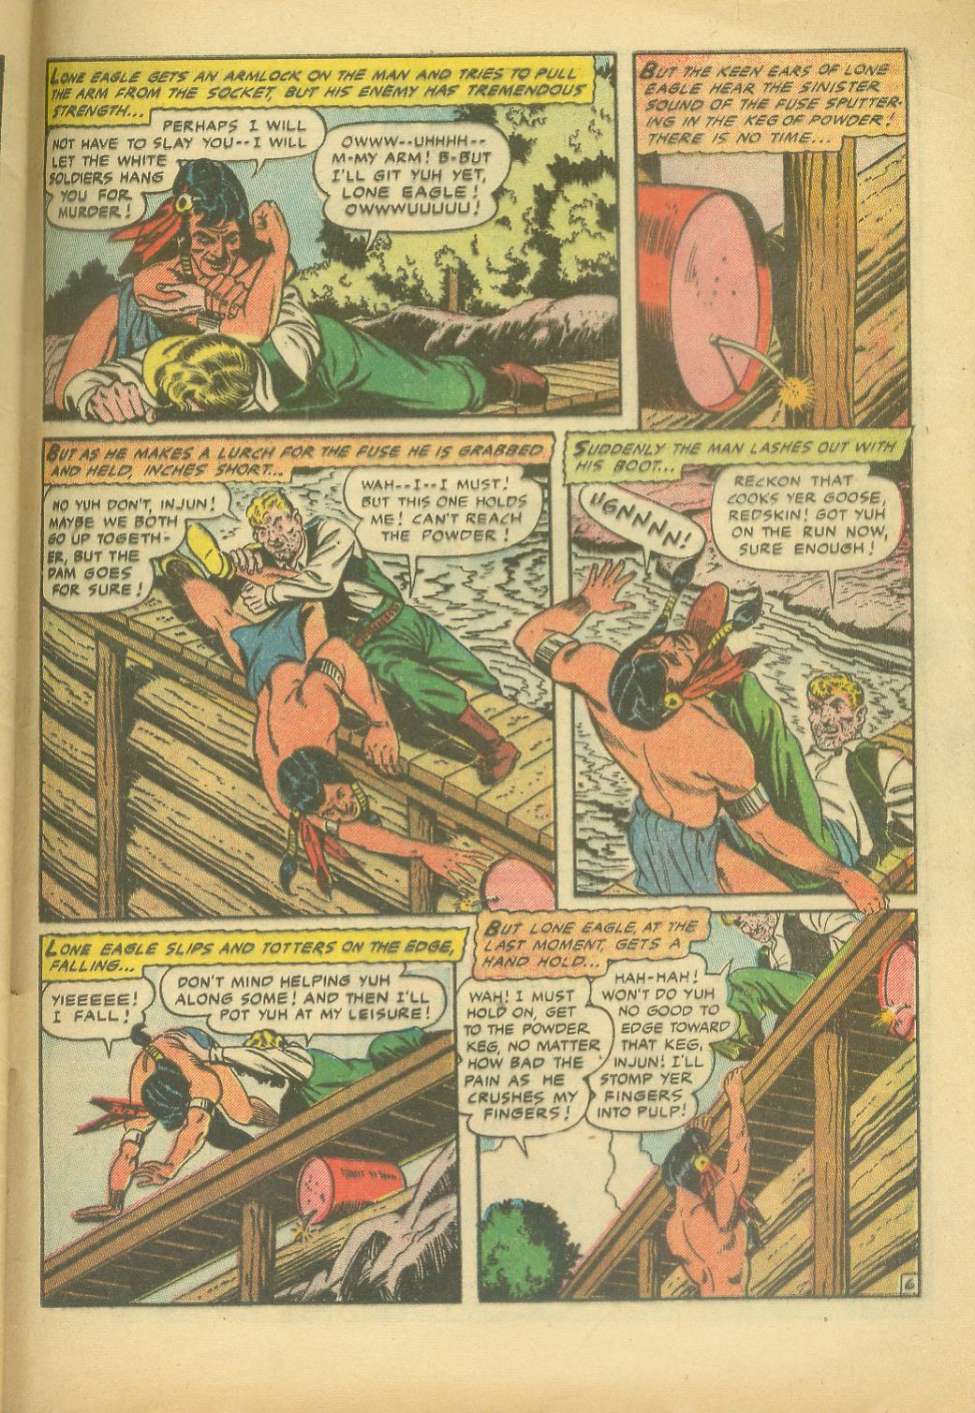 LONE EAGLE GETS AN ARMLOCK ON THE MAN AND TRIES TO PULL
THE ARM FROM THE SOCKET, BUT HIS ENEMY HAS TREMENDOUS
STRENGTH...
PERHAPS I WILL
NOT HAVE TO SLAY YOU--I WILL
LET THE WHITE
SOLDIERS HANG
YOU FOR
MURDER!
OWWW--UHHHH--
M-MY ARM! B-BUT
I'LL GIT YUH YET,
LONE EAGLE!
OWWWUUUUU!
BUT THE KEEN EARS OF LONE
EAGLE HEAR THE SINISTER
SOUND OF THE FUSE SPUTTER-
ING IN THE KEG OF POWDER!
THERE IS NO TIME...
BUT AS HE MAKES A LURCH FOR THE FUSE HE IS GRABBED
AND HELD, INCHES SHORT...
NO YUH DON'T, INJUN!
MAYBE WE BOTH
GO UP TOGETH-
ER, BUT THE
DAM GOES
FOR SURE!
WAH--I--I MUST!
BUT THIS ONE HOLDS
ME! CAN'T REACH
THE POWDER!
SUDDENLY THE MAN LASHES OUT WITH
HIS BOOT...
UGNNNN!
RECKON THAT
COOKS YER GOOSE,
REDSKIN! GOT YUH
ON THE RUN NOW,
SURE ENOUGH!
LONE EAGLE SLIPS AND TOTTERS ON THE EDGE,
FALLING...
YIEEEEE!
I FALL!
DON'T MIND HELPING YUH
ALONG SOME! AND THEN I'LL
POT YUH AT MY LEISURE!
BUT LONE EAGLE, AT THE
LAST MOMENT, GETS A
HAND HOLD...
WAH! I MUST
HOLD ON, GET
TO THE POWDER
KEG, NO MATTER
HOW BAD THE
PAIN AS HE
CRUSHES MY
FINGERS!
HAH-HAH!
WON'T DO YUH
NO GOOD TO
EDGE TOWARD
THAT KEG,
INJUN! I'LL
STOMP YER
FINGERS
INTO PULP!
6